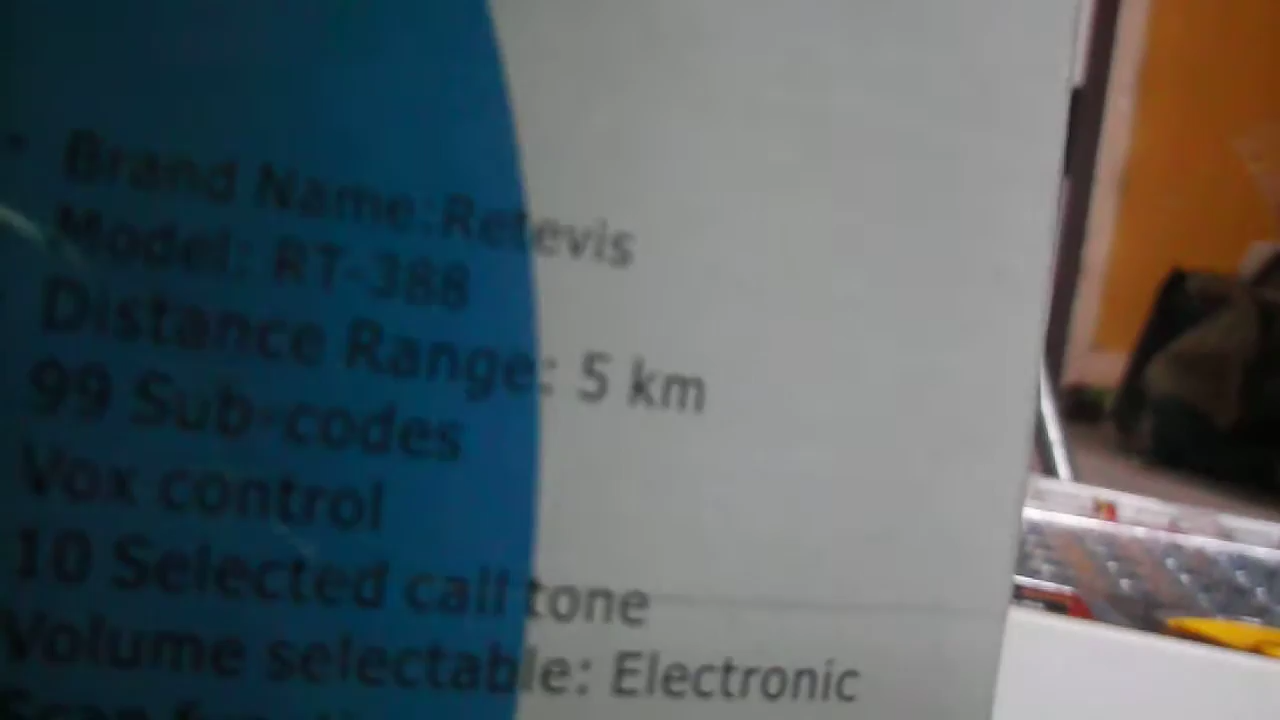 Brand Name:Retevis
Model: RT-388
Distance Range: 5 km
99 Sub-codes
Vox control
10 Selected call tone
Volume selectable: Electronic
Scan